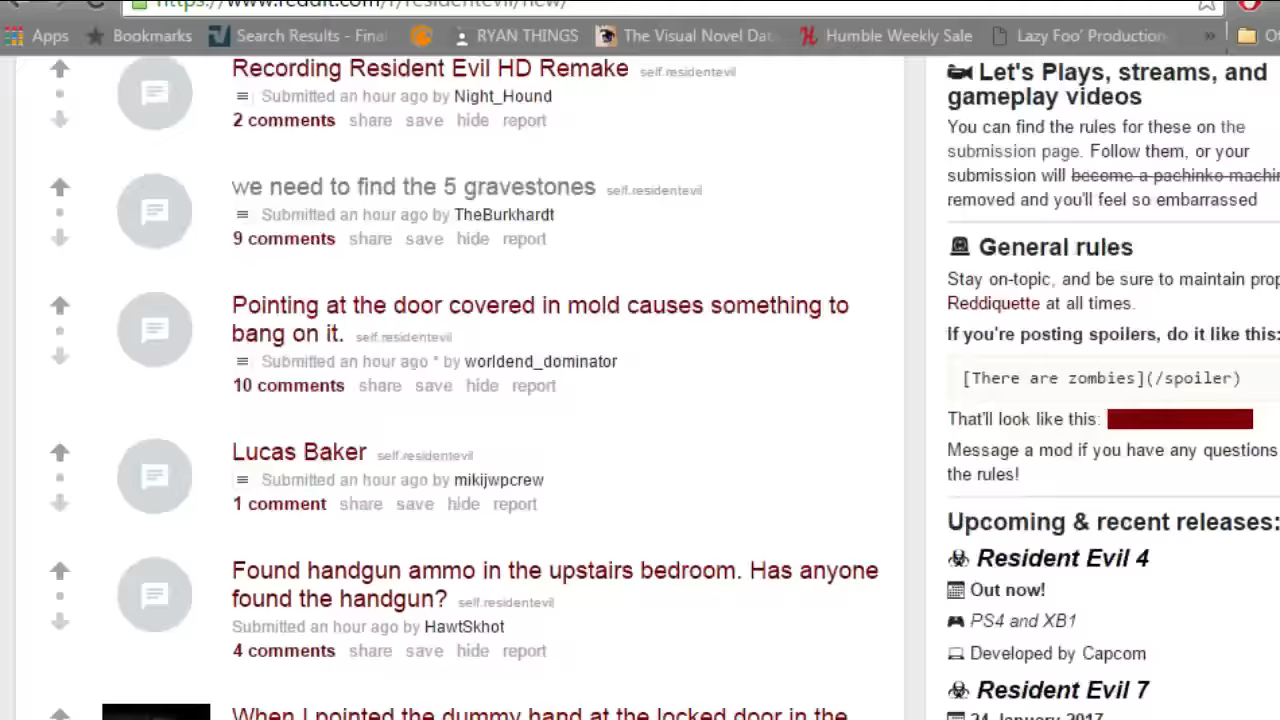 https://www.reddit.com/r/residentevil/new/
Apps Bookmarks Search Results - Final RYAN THINGS The Visual Novel Dat Humble Weekly Sale Lazy Foo' Production » Ot
Recording Resident Evil HD Remake self.residentevil
Submitted an hour ago by Night_Hound
2 comments share save hide report
we need to find the 5 gravestones self.residentevil
Submitted an hour ago by TheBurkhardt
9 comments share save hide report
Pointing at the door covered in mold causes something to
bang on it. self.residentevil
Submitted an hour ago * by worldend_dominator
10 comments share save hide report
Lucas Baker self.residentevil
Submitted an hour ago by mikijwpcrew
1 comment share save hide report
Found handgun ammo in the upstairs bedroom. Has anyone
found the handgun? self.residentevil
Submitted an hour ago by HawtSkhot
4 comments share save hide report
When I pointed the dummy hand at the locked door in the
Let's Plays, streams, and
gameplay videos
You can find the rules for these on the
submission page. Follow them, or your
submission will become a pachinko machin
removed and you'll feel so embarrassed
General rules
Stay on-topic, and be sure to maintain prop
Reddiquette at all times.
If you're posting spoilers, do it like this:
[There are zombies](/spoiler)
That'll look like this:
Message a mod if you have any questions
the rules!
Upcoming & recent releases:
Resident Evil 4
Out now!
PS4 and XB1
Developed by Capcom
Resident Evil 7
24 January 2017